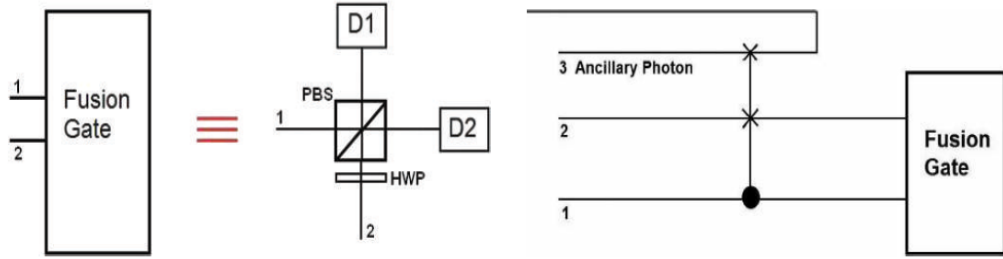 1
2
Fusion
Gate
D1
PBS
1
D2
HWP
2
3 Ancillary Photon
2
1
Fusion
Gate